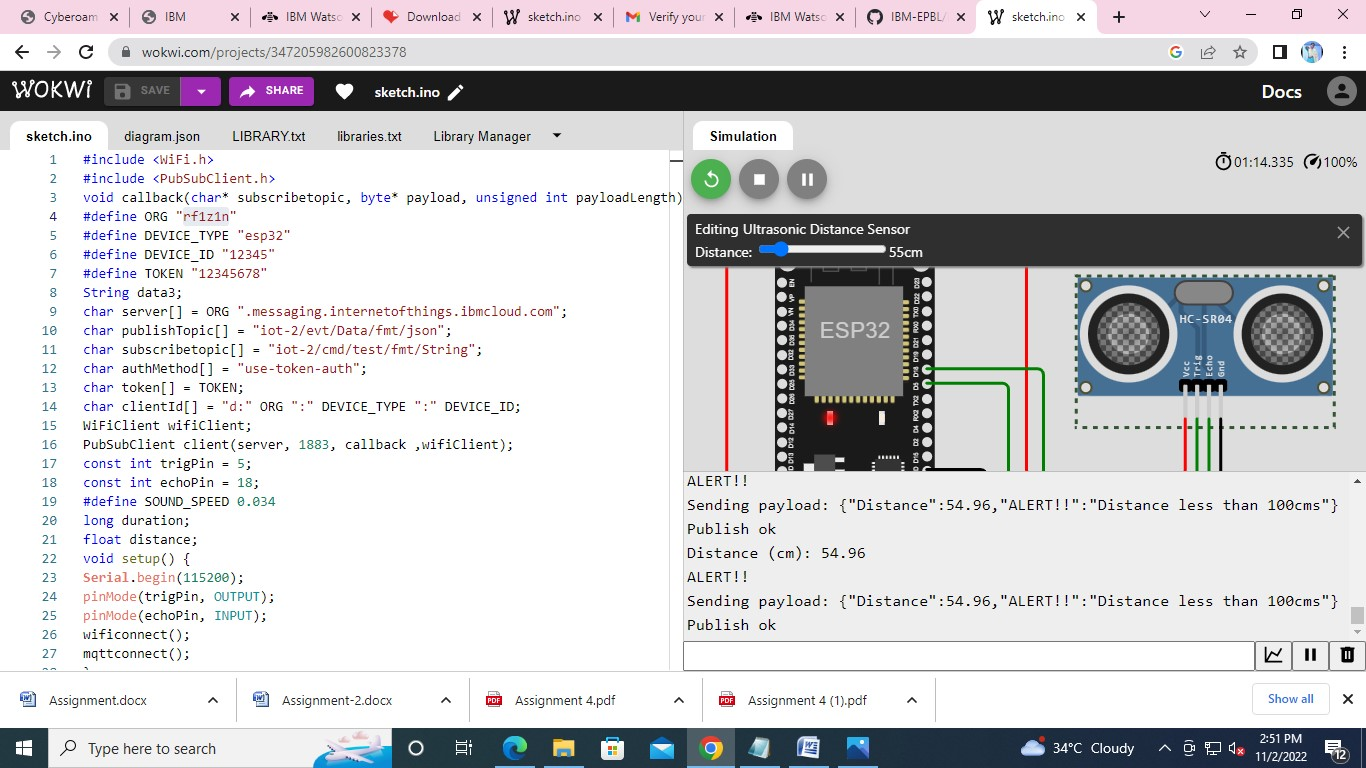 Cyberoam
IBM
IBM Watso
Download
sketch.ino
Verify your
IBM Watso
IBM-EPBL/
sketch.ino
wokwi.com/projects/347205982600823378
WOKWI
SAVE
SHARE
sketch.ino
Docs
sketch.ino
diagram.json
LIBRARY.txt
libraries.txt
Library Manager
Simulation
1 #include <WiFi.h>
2 #include <PubSubClient.h>
3 void callback(char* subscribetopic, byte* payload, unsigned int payloadLength)
4 #define ORG "rf1z1n"
5 #define DEVICE_TYPE "esp32"
6 #define DEVICE_ID "12345"
7 #define TOKEN "12345678"
8 String data3;
9 char server[] = ORG ".messaging.internetofthings.ibmcloud.com";
10 char publishTopic[] = "iot-2/evt/Data/fmt/json";
11 char subscribetopic[] = "iot-2/cmd/test/fmt/String";
12 char authMethod[] = "use-token-auth";
13 char token[] = TOKEN;
14 char clientId[] = "d:" ORG ":" DEVICE_TYPE ":" DEVICE_ID;
15 WiFiClient wifiClient;
16 PubSubClient client(server, 1883, callback ,wifiClient);
17 const int trigPin = 5;
18 const int echoPin = 18;
19 #define SOUND_SPEED 0.034
20 long duration;
21 float distance;
22 void setup() {
23 Serial.begin(115200);
24 pinMode(trigPin, OUTPUT);
25 pinMode(echoPin, INPUT);
26 wificonnect();
27 mqttconnect();
01:14.335
100%
Editing Ultrasonic Distance Sensor
Distance:
55cm
ESP32
HC-SR04
Vcc
Trig
Echo
Gnd
ALERT!!
Sending payload: {"Distance":54.96,"ALERT!!":"Distance less than 100cms"}
Publish ok
Distance (cm): 54.96
ALERT!!
Sending payload: {"Distance":54.96,"ALERT!!":"Distance less than 100cms"}
Publish ok
Assignment.docx
Assignment-2.docx
Assignment 4.pdf
Assignment 4 (1).pdf
Show all
Type here to search
34°C Cloudy
2:51 PM
11/2/2022
12